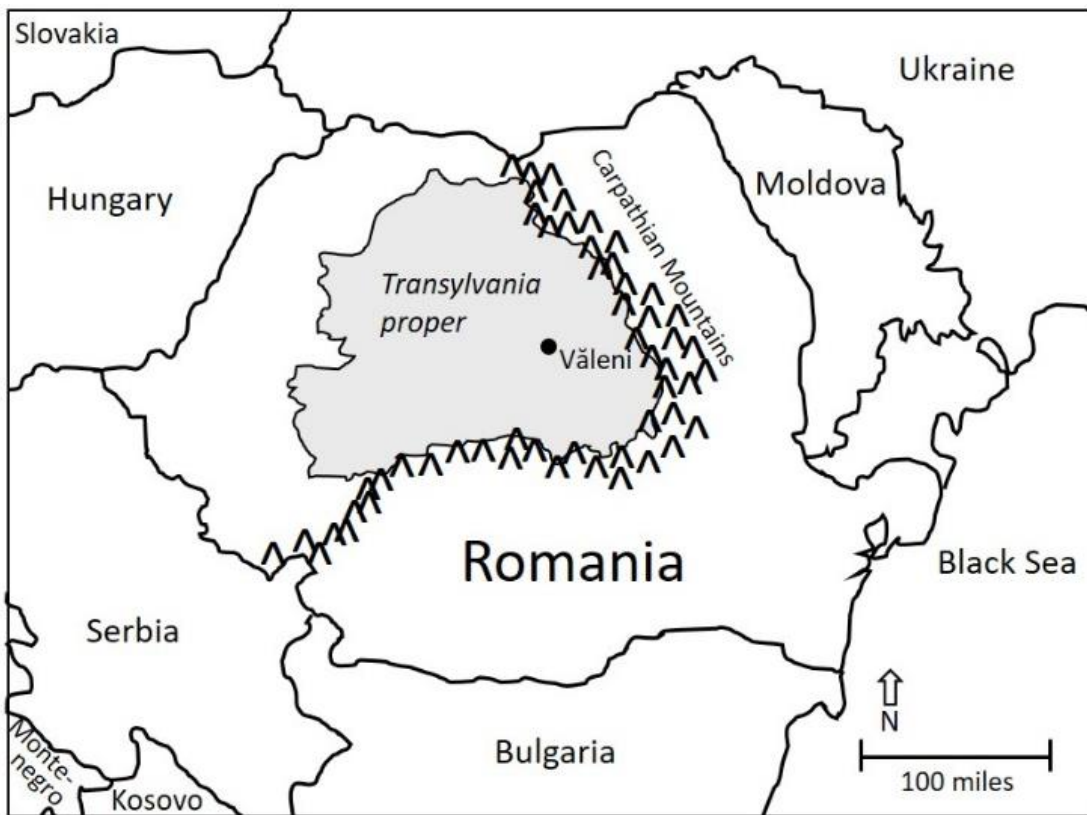 Slovakia
Ukraine
Hungary
Carpathian Mountains
Moldova
Transylvania
proper
Văleni
Romania
Black Sea
Serbia
N
Bulgaria
100 miles
Monte-
negro
Kosovo